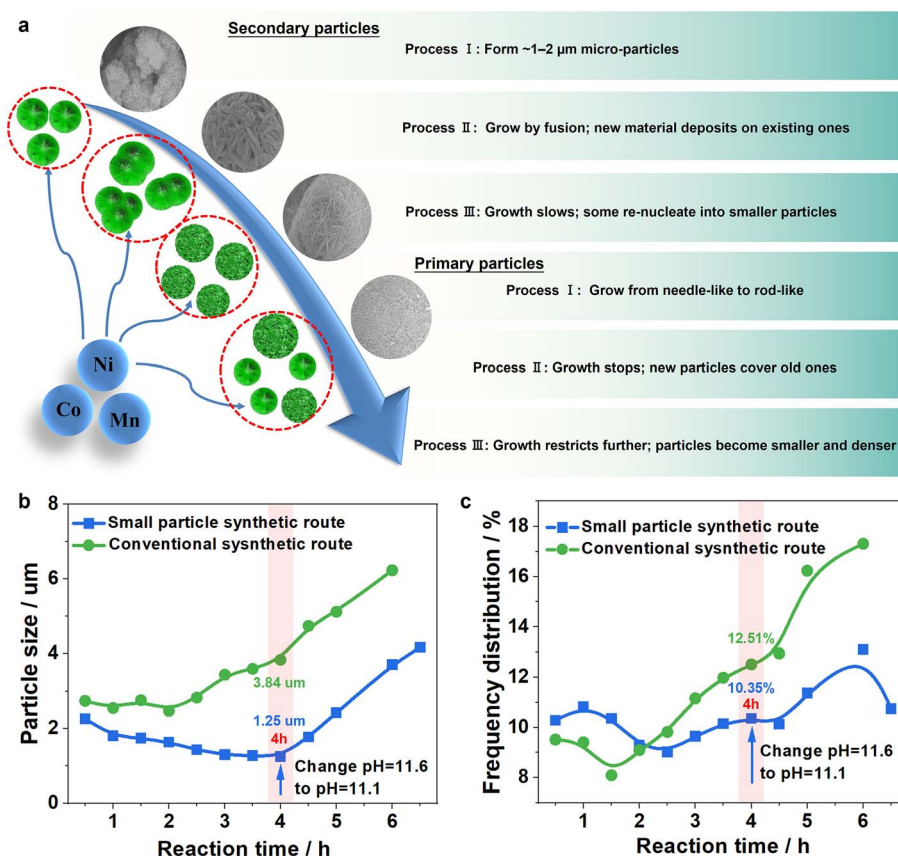 a
Secondary particles
Process Ⅰ: Form ~1–2 μm micro-particles
Process Ⅱ: Grow by fusion; new material deposits on existing ones
Process Ⅲ: Growth slows; some re-nucleate into smaller particles
Primary particles
Process Ⅰ: Grow from needle-like to rod-like
Process Ⅱ: Growth stops; new particles cover old ones
Process Ⅲ: Growth restricts further; particles become smaller and denser
Ni
Co
Mn
b
Particle size / um
8
6
4
2
0
Small particle synthetic route
Conventional sysnthetic route
3.84 um
1.25 um
4h
Change pH=11.6
to pH=11.1
1 2 3 4 5 6
Reaction time / h
c
Frequency distribution / %
18
16
14
12
10
8
Small particle synthetic route
Conventional sysnthetic route
12.51%
10.35%
4h
Change pH=11.6
to pH=11.1
1 2 3 4 5 6
Reaction time / h